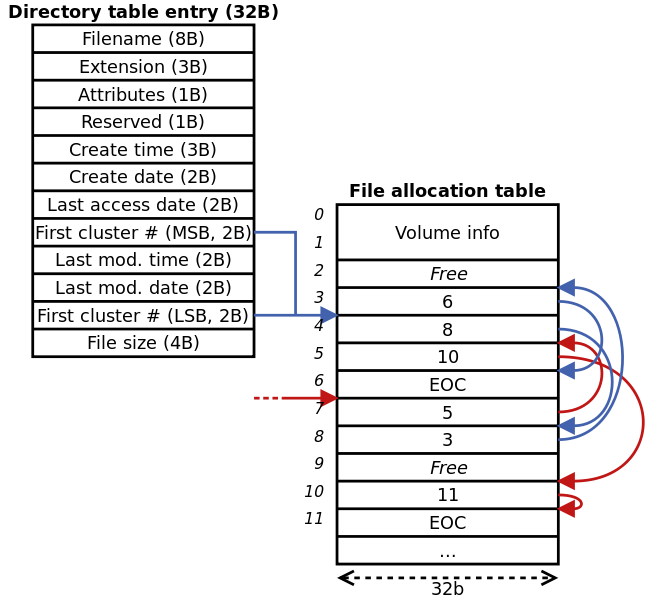 Directory table entry (32B)
Filename (8B)
Extension (3B)
Attributes (1B)
Reserved (1B)
Create time (3B)
Create date (2B)
Last access date (2B)
First cluster # (MSB, 2B)
Last mod. time (2B)
Last mod. date (2B)
First cluster # (LSB, 2B)
File size (4B)
File allocation table
0
1
Volume info
2
Free
3
6
4
8
5
10
6
EOC
7
5
8
3
9
Free
10
11
11
EOC
...
32b